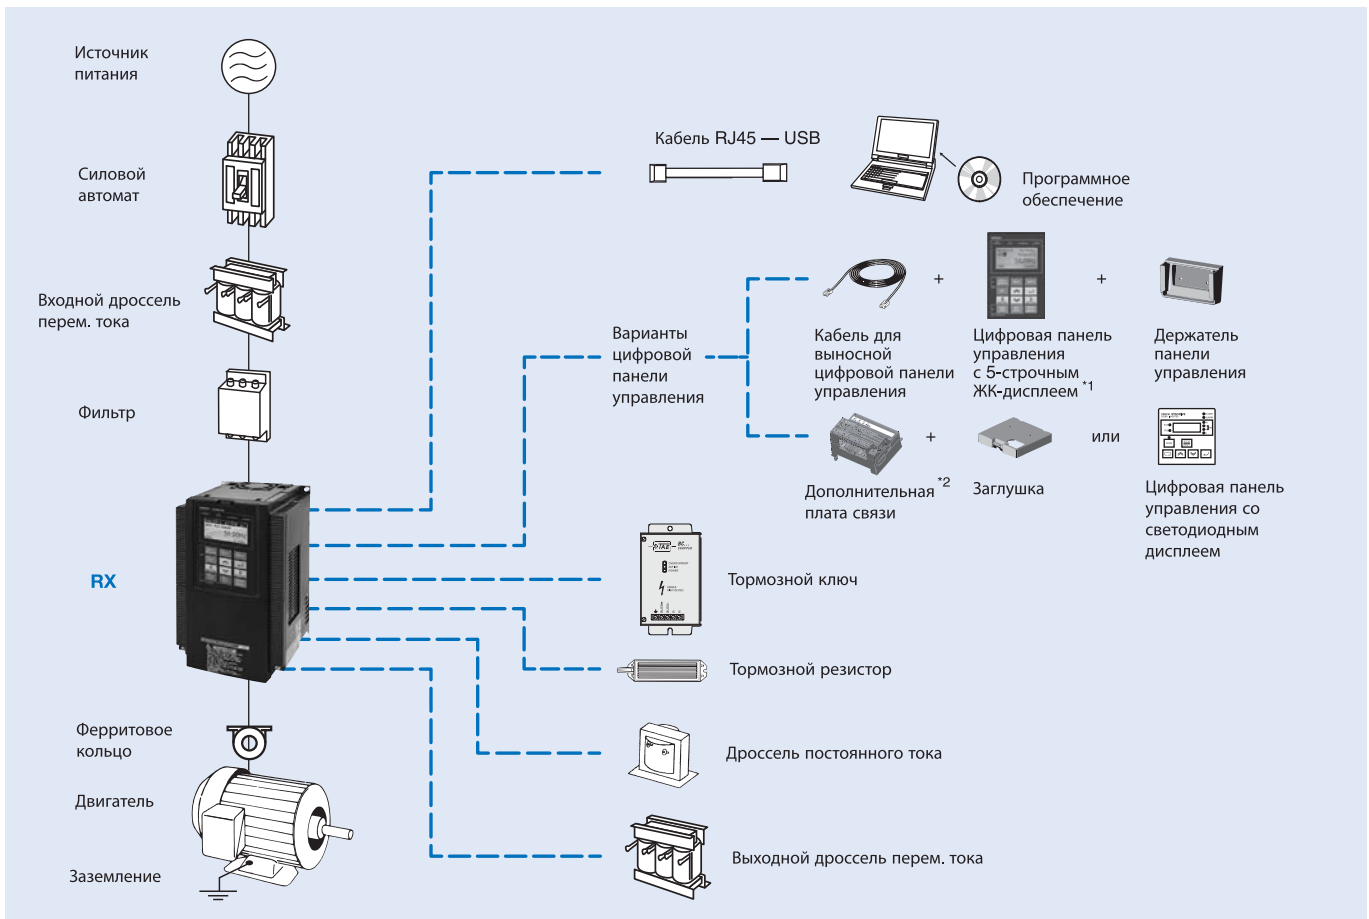 Источник
питания
Силовой
автомат
Входной дроссель
перем. тока
Фильтр
RX
Ферритовое
кольцо
Двигатель
Заземление
Кабель RJ45 — USB
Программное
обеспечение
Варианты
цифровой
панели
управления
+
+
Кабель для
выносной
цифровой панели
управления
Цифровая панель
управления
с 5-строчным
ЖК-дисплеем *1
Держатель
панели
управления
+
или
Дополнительная *2
плата связи
Заглушка
Цифровая панель
управления со
светодиодным
дисплеем
Тормозной ключ
Тормозной резистор
Дроссель постоянного тока
Выходной дроссель перем. тока